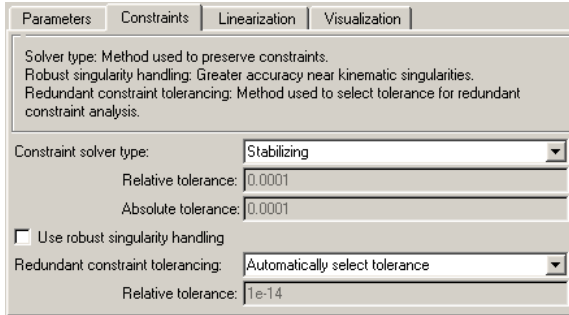 Parameters Constraints Linearization Visualization
Solver type: Method used to preserve constraints.
Robust singularity handling: Greater accuracy near kinematic singularities.
Redundant constraint tolerancing: Method used to select tolerance for redundant
constraint analysis.
Constraint solver type: Stabilizing
Relative tolerance: 0.0001
Absolute tolerance: 0.0001
Use robust singularity handling
Redundant constraint tolerancing: Automatically select tolerance
Relative tolerance: 1e-14